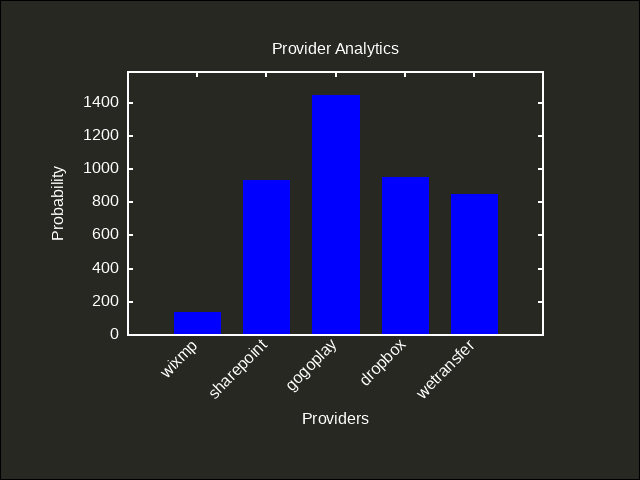 Provider Analytics
1400
1200
1000
800
600
400
200
0
Probability
wixmp
sharepoint
gogoplay
dropbox
wetransfer
Providers